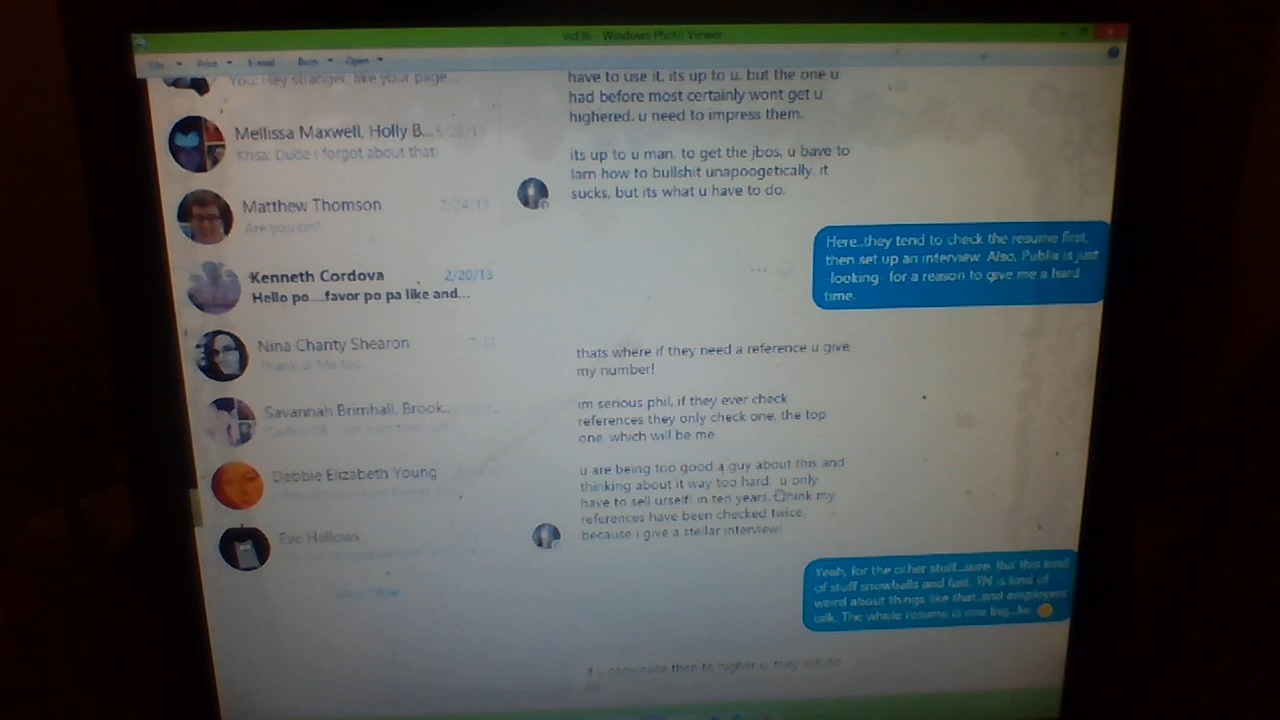 vid36 - Windows Photo Viewer
File Print E-mail Burn Open
You: Hey stranger, like your page...
Mellissa Maxwell, Holly B...
Krisa: Dude i forgot about that!
Matthew Thomson
Are you on?
Kenneth Cordova 2/20/13
Hello po....favor po pa like and...
Nina Charity Shearon
Savannah Brimhall, Brook...
Debbie Elizabeth Young
Eve Hallows
have to use it, its up to u, but the one u
had before most certainly wont get u
highered. u need to impress them.
its up to u man. to get the jbos, u bave to
larn how to bullshit unapoogetically. it
sucks, but its what u have to do.
Here..they tend to check the resume first,
then set up an interview. Also, Publix is just
-looking- for a reason to give me a hard
time.
thats where if they need a reference u give
my number!
im serious phil, if they ever check
references they only check one, the top
one, which will be me
u are being too good a guy about this and
thinking about it way too hard. u only
have to sell urself! in ten years, i think my
references have been checked twice
because i give a stellar interview!
Yeah, for the other stuff...sure. But this kind
of stuff snowballs and fast. TN is kind of
weird about things like that..and employers
talk. The whole resume is one big...lie
if u convinace then to higher u, they will do
so